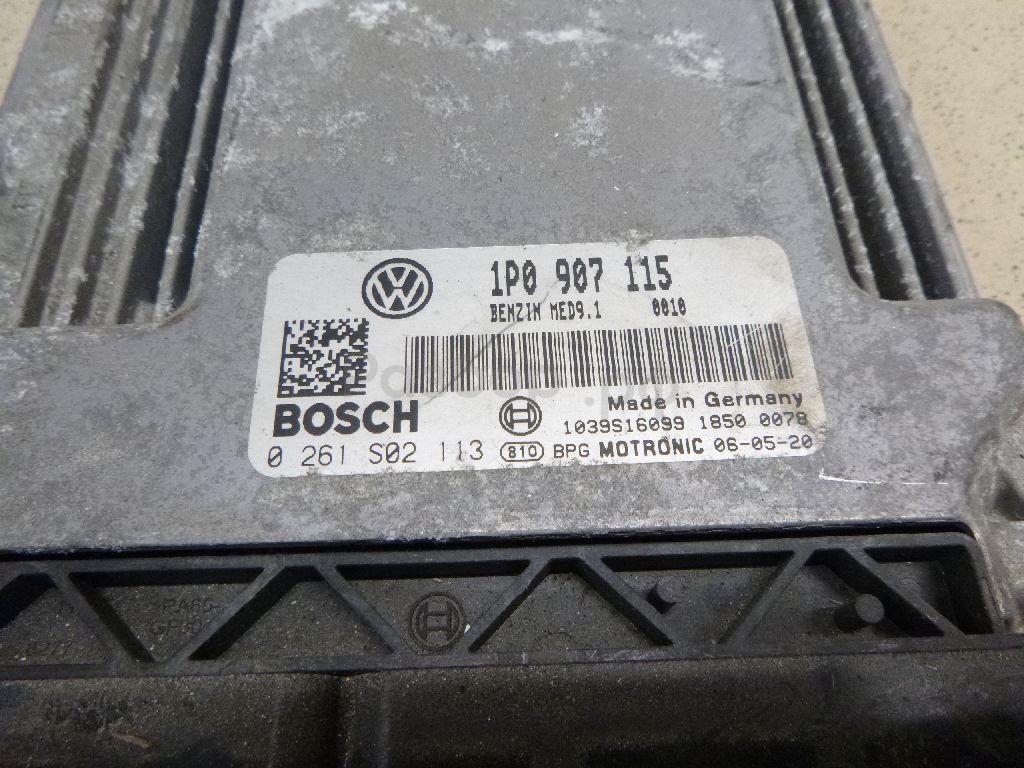 1P0 907 115
BENZIN MED9.1 0010
BOSCH
Made in Germany
1039S16099 1850 0078
0 261 S02 113 810 BPG MOTRONIC 06-05-20
>PA66-